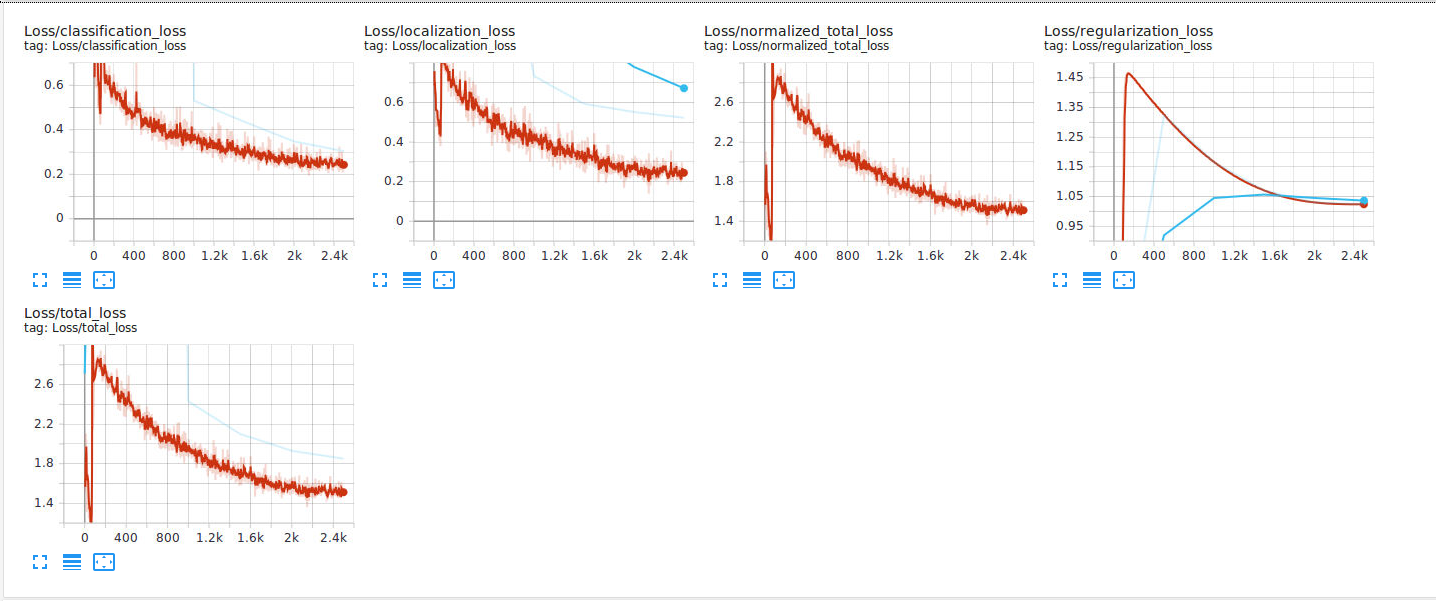 Loss/classification_loss
tag: Loss/classification_loss
0.6
0.4
0.2
0
0 400 800 1.2k 1.6k 2k 2.4k
Loss/localization_loss
tag: Loss/localization_loss
0.6
0.4
0.2
0
0 400 800 1.2k 1.6k 2k 2.4k
Loss/normalized_total_loss
tag: Loss/normalized_total_loss
2.6
2.2
1.8
1.4
0 400 800 1.2k 1.6k 2k 2.4k
Loss/regularization_loss
tag: Loss/regularization_loss
1.45
1.35
1.25
1.15
1.05
0.95
0 400 800 1.2k 1.6k 2k 2.4k
Loss/total_loss
tag: Loss/total_loss
2.6
2.2
1.8
1.4
0 400 800 1.2k 1.6k 2k 2.4k